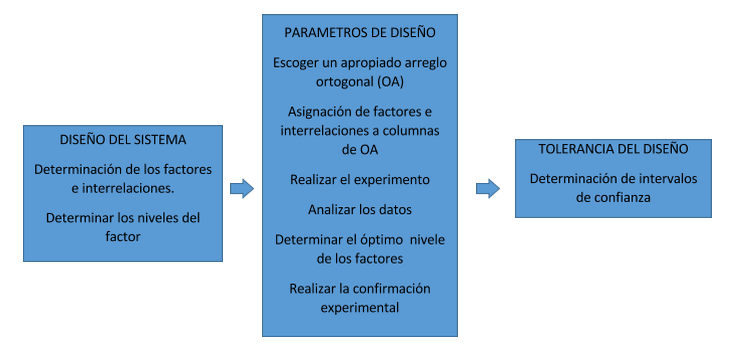 DISEÑO DEL SISTEMA
Determinación de los factores
e interrelaciones.
Determinar los niveles del
factor
PARAMETROS DE DISEÑO
Escoger un apropiado arreglo
ortogonal (OA)
Asignación de factores e
interrelaciones a columnas
de OA
Realizar el experimento
Analizar los datos
Determinar el óptimo nivele
de los factores
Realizar la confirmación
experimental
TOLERANCIA DEL DISEÑO
Determinación de intervalos
de confianza